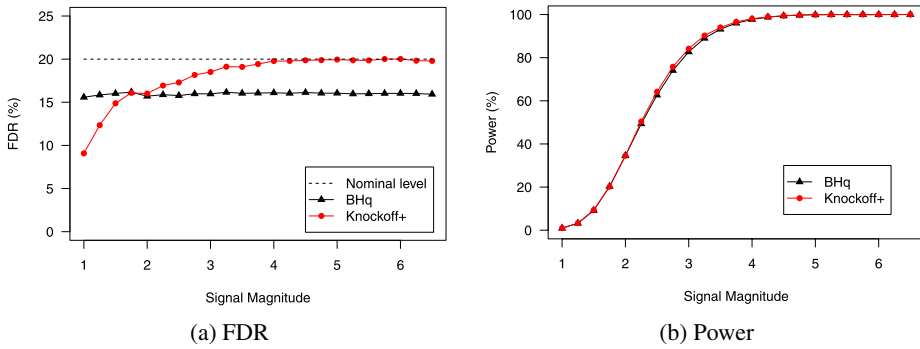 FDR (%)
25
20
15
10
5
0
Nominal level
BHq
Knockoff+
1 2 3 4 5 6
Signal Magnitude
(a) FDR
Power (%)
100
80
60
40
20
0
BHq
Knockoff+
1 2 3 4 5 6
Signal Magnitude
(b) Power